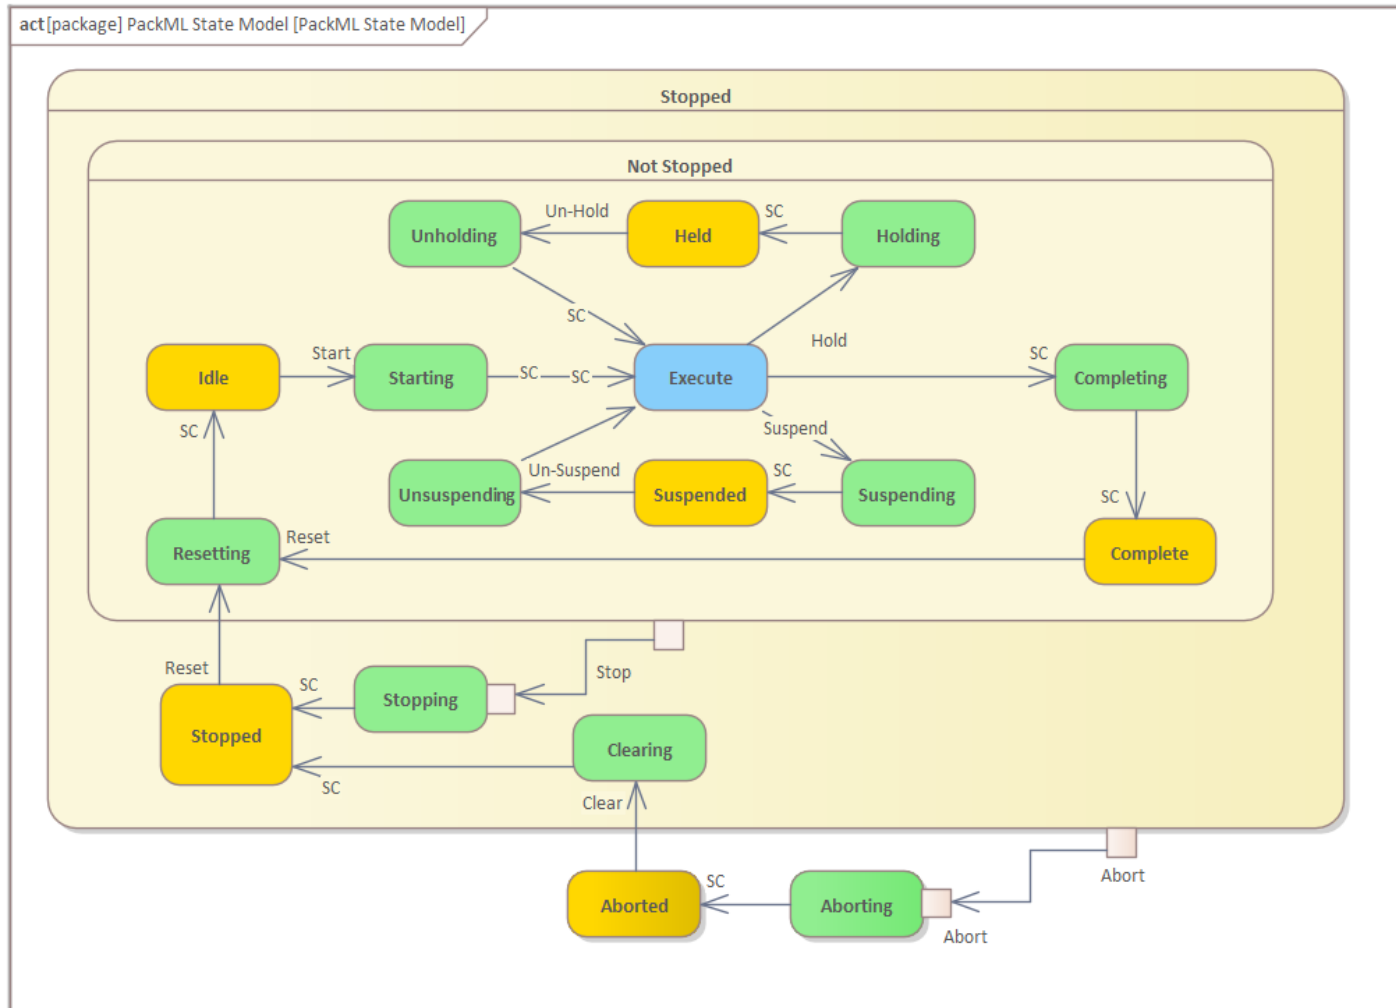 act [package] PackML State Model [PackML State Model]
Stopped
Not Stopped
Un-Hold
SC
Unholding
Held
Holding
SC
Hold
Start
SC
Idle
Starting
SC
SC
Execute
Completing
SC
Suspend
Un-Suspend
SC
Unsuspending
Suspended
Suspending
SC
Reset
Resetting
Complete
Reset
Stop
SC
Stopping
Stopped
Clearing
SC
Clear
Abort
SC
Aborted
Aborting
Abort